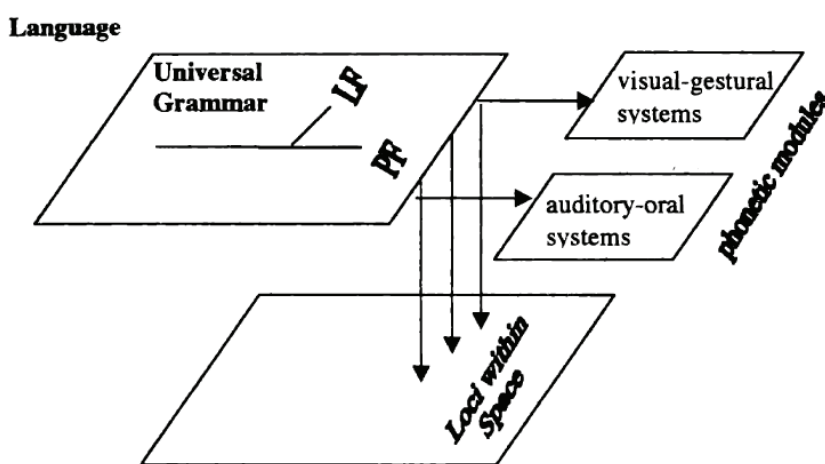 Language
Universal
Grammar
LF
PF
visual-gestural
systems
auditory-oral
systems
phonetic modules
Loci within
Space